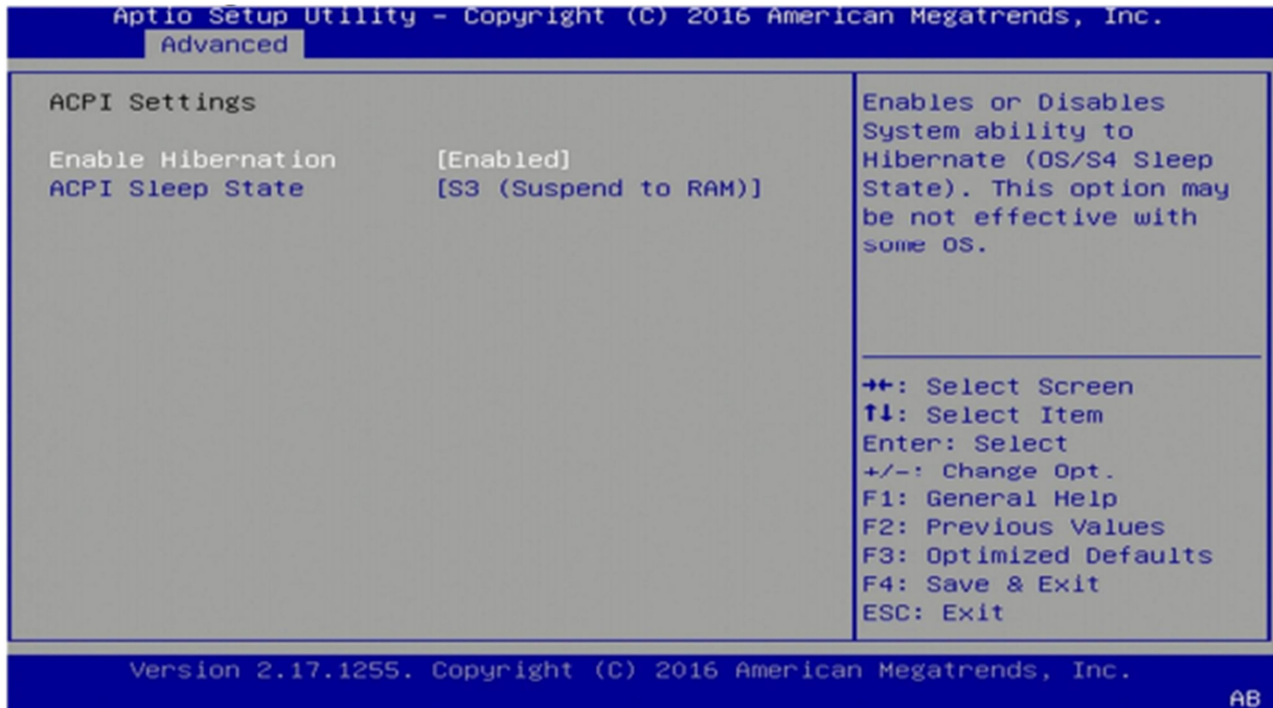 Aptio Setup Utility – Copyright (C) 2016 American Megatrends, Inc.
Advanced
ACPI Settings
Enable Hibernation [Enabled]
ACPI Sleep State [S3 (Suspend to RAM)]
Enables or Disables
System ability to
Hibernate (OS/S4 Sleep
State). This option may
be not effective with
some OS.
→←: Select Screen
↑↓: Select Item
Enter: Select
+/-: Change Opt.
F1: General Help
F2: Previous Values
F3: Optimized Defaults
F4: Save & Exit
ESC: Exit
Version 2.17.1255. Copyright (C) 2016 American Megatrends, Inc.
AB